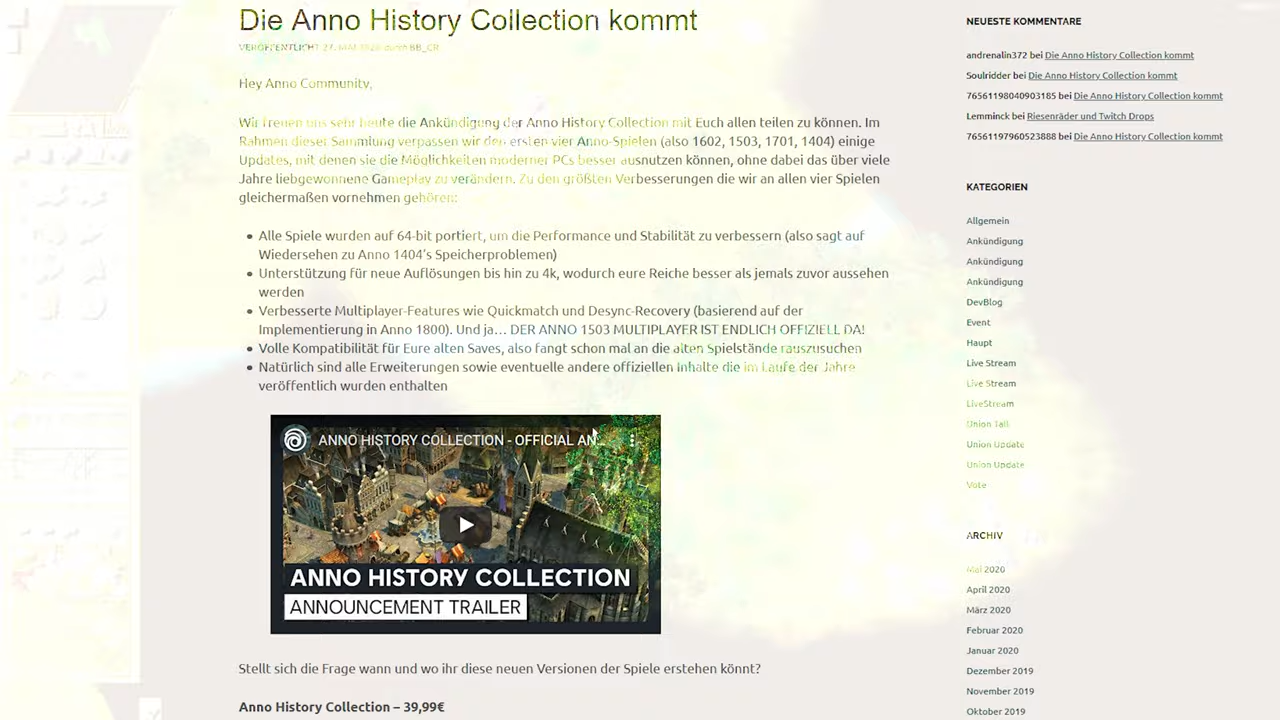 Die Anno History Collection kommt
VERÖFFENTLICHT 27. MAI 2020 durch BB_CR
Hey Anno Community,
Wir freuen uns sehr heute die Ankündigung der Anno History Collection mit Euch allen teilen zu können. Im
Rahmen dieser Sammlung verpassen wir den ersten vier Anno-Spielen (also 1602, 1503, 1701, 1404) einige
Updates, mit denen sie die Möglichkeiten moderner PCs besser ausnutzen können, ohne dabei das über viele
Jahre liebgewonnene Gameplay zu verändern. Zu den größten Verbesserungen die wir an allen vier Spielen
gleichermaßen vornehmen gehören:
Alle Spiele wurden auf 64-bit portiert, um die Performance und Stabilität zu verbessern (also sagt auf
Wiedersehen zu Anno 1404's Speicherproblemen)
Unterstützung für neue Auflösungen bis hin zu 4k, wodurch eure Reiche besser als jemals zuvor aussehen
werden
Verbesserte Multiplayer-Features wie Quickmatch und Desync-Recovery (basierend auf der
Implementierung in Anno 1800). Und ja… DER ANNO 1503 MULTIPLAYER IST ENDLICH OFFIZIELL DA!
Volle Kompatibilität für Eure alten Saves, also fangt schon mal an die alten Spielstände rauszusuchen
Natürlich sind alle Erweiterungen sowie eventuelle andere offiziellen Inhalte die im Laufe der Jahre
veröffentlich wurden enthalten
ANNO HISTORY COLLECTION - OFFICIAL AN...
ANNO HISTORY COLLECTION
ANNOUNCEMENT TRAILER
Stellt sich die Frage wann und wo ihr diese neuen Versionen der Spiele erstehen könnt?
Anno History Collection – 39,99€
NEUESTE KOMMENTARE
andrenalin372 bei Die Anno History Collection kommt
Soulridder bei Die Anno History Collection kommt
76561198040903185 bei Die Anno History Collection kommt
Lemminck bei Riesenräder und Twitch Drops
76561197960523888 bei Die Anno History Collection kommt
KATEGORIEN
Allgemein
Ankündigung
Ankündigung
Ankündigung
DevBlog
Event
Haupt
Live Stream
Live Stream
LiveStream
Union Talk
Union Update
Union Update
Vote
ARCHIV
Mai 2020
April 2020
März 2020
Februar 2020
Januar 2020
Dezember 2019
November 2019
Oktober 2019